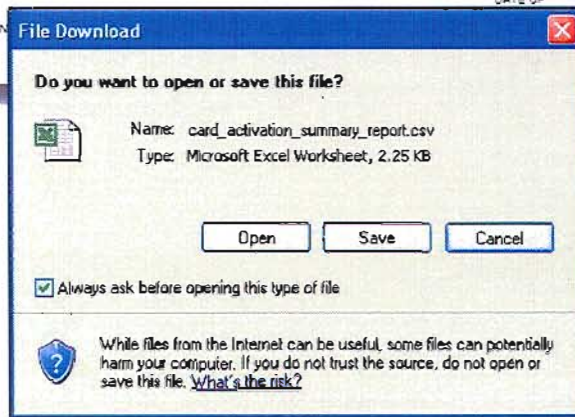 File Download
Do you want to open or save this file?
Name: card_activation_summary_report.csv
Type: Microsoft Excel Worksheet, 2.25 KB
Open Save Cancel
Always ask before opening this type of file
While files from the Internet can be useful, some files can potentially
harm your computer. If you do not trust the source, do not open or
save this file. What's the risk?